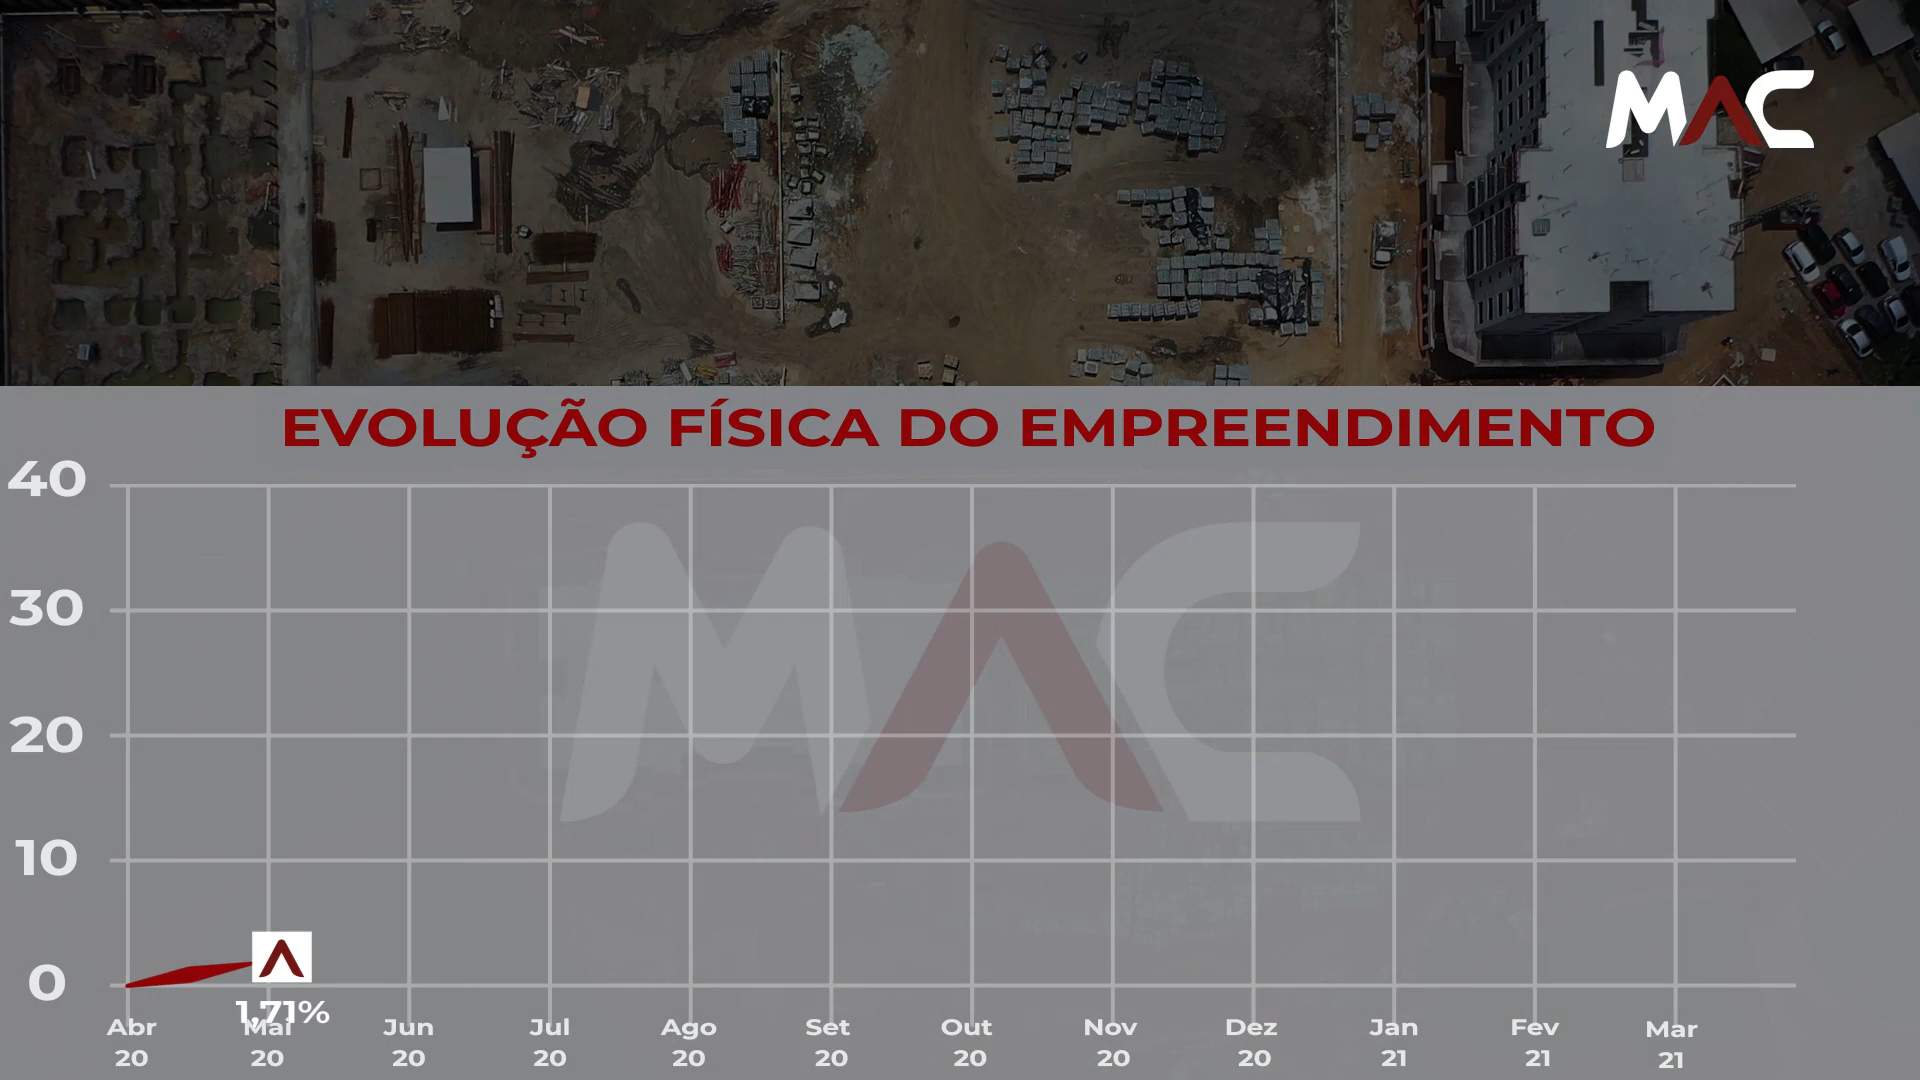 MAC
EVOLUÇÃO FÍSICA DO EMPREENDIMENTO
40
30
20
10
0
MAC
1,71%
Abr Mai Jun Jul Ago Set Out Nov Dez Jan Fev Mar
20 20 20 20 20 20 20 20 20 21 21 21